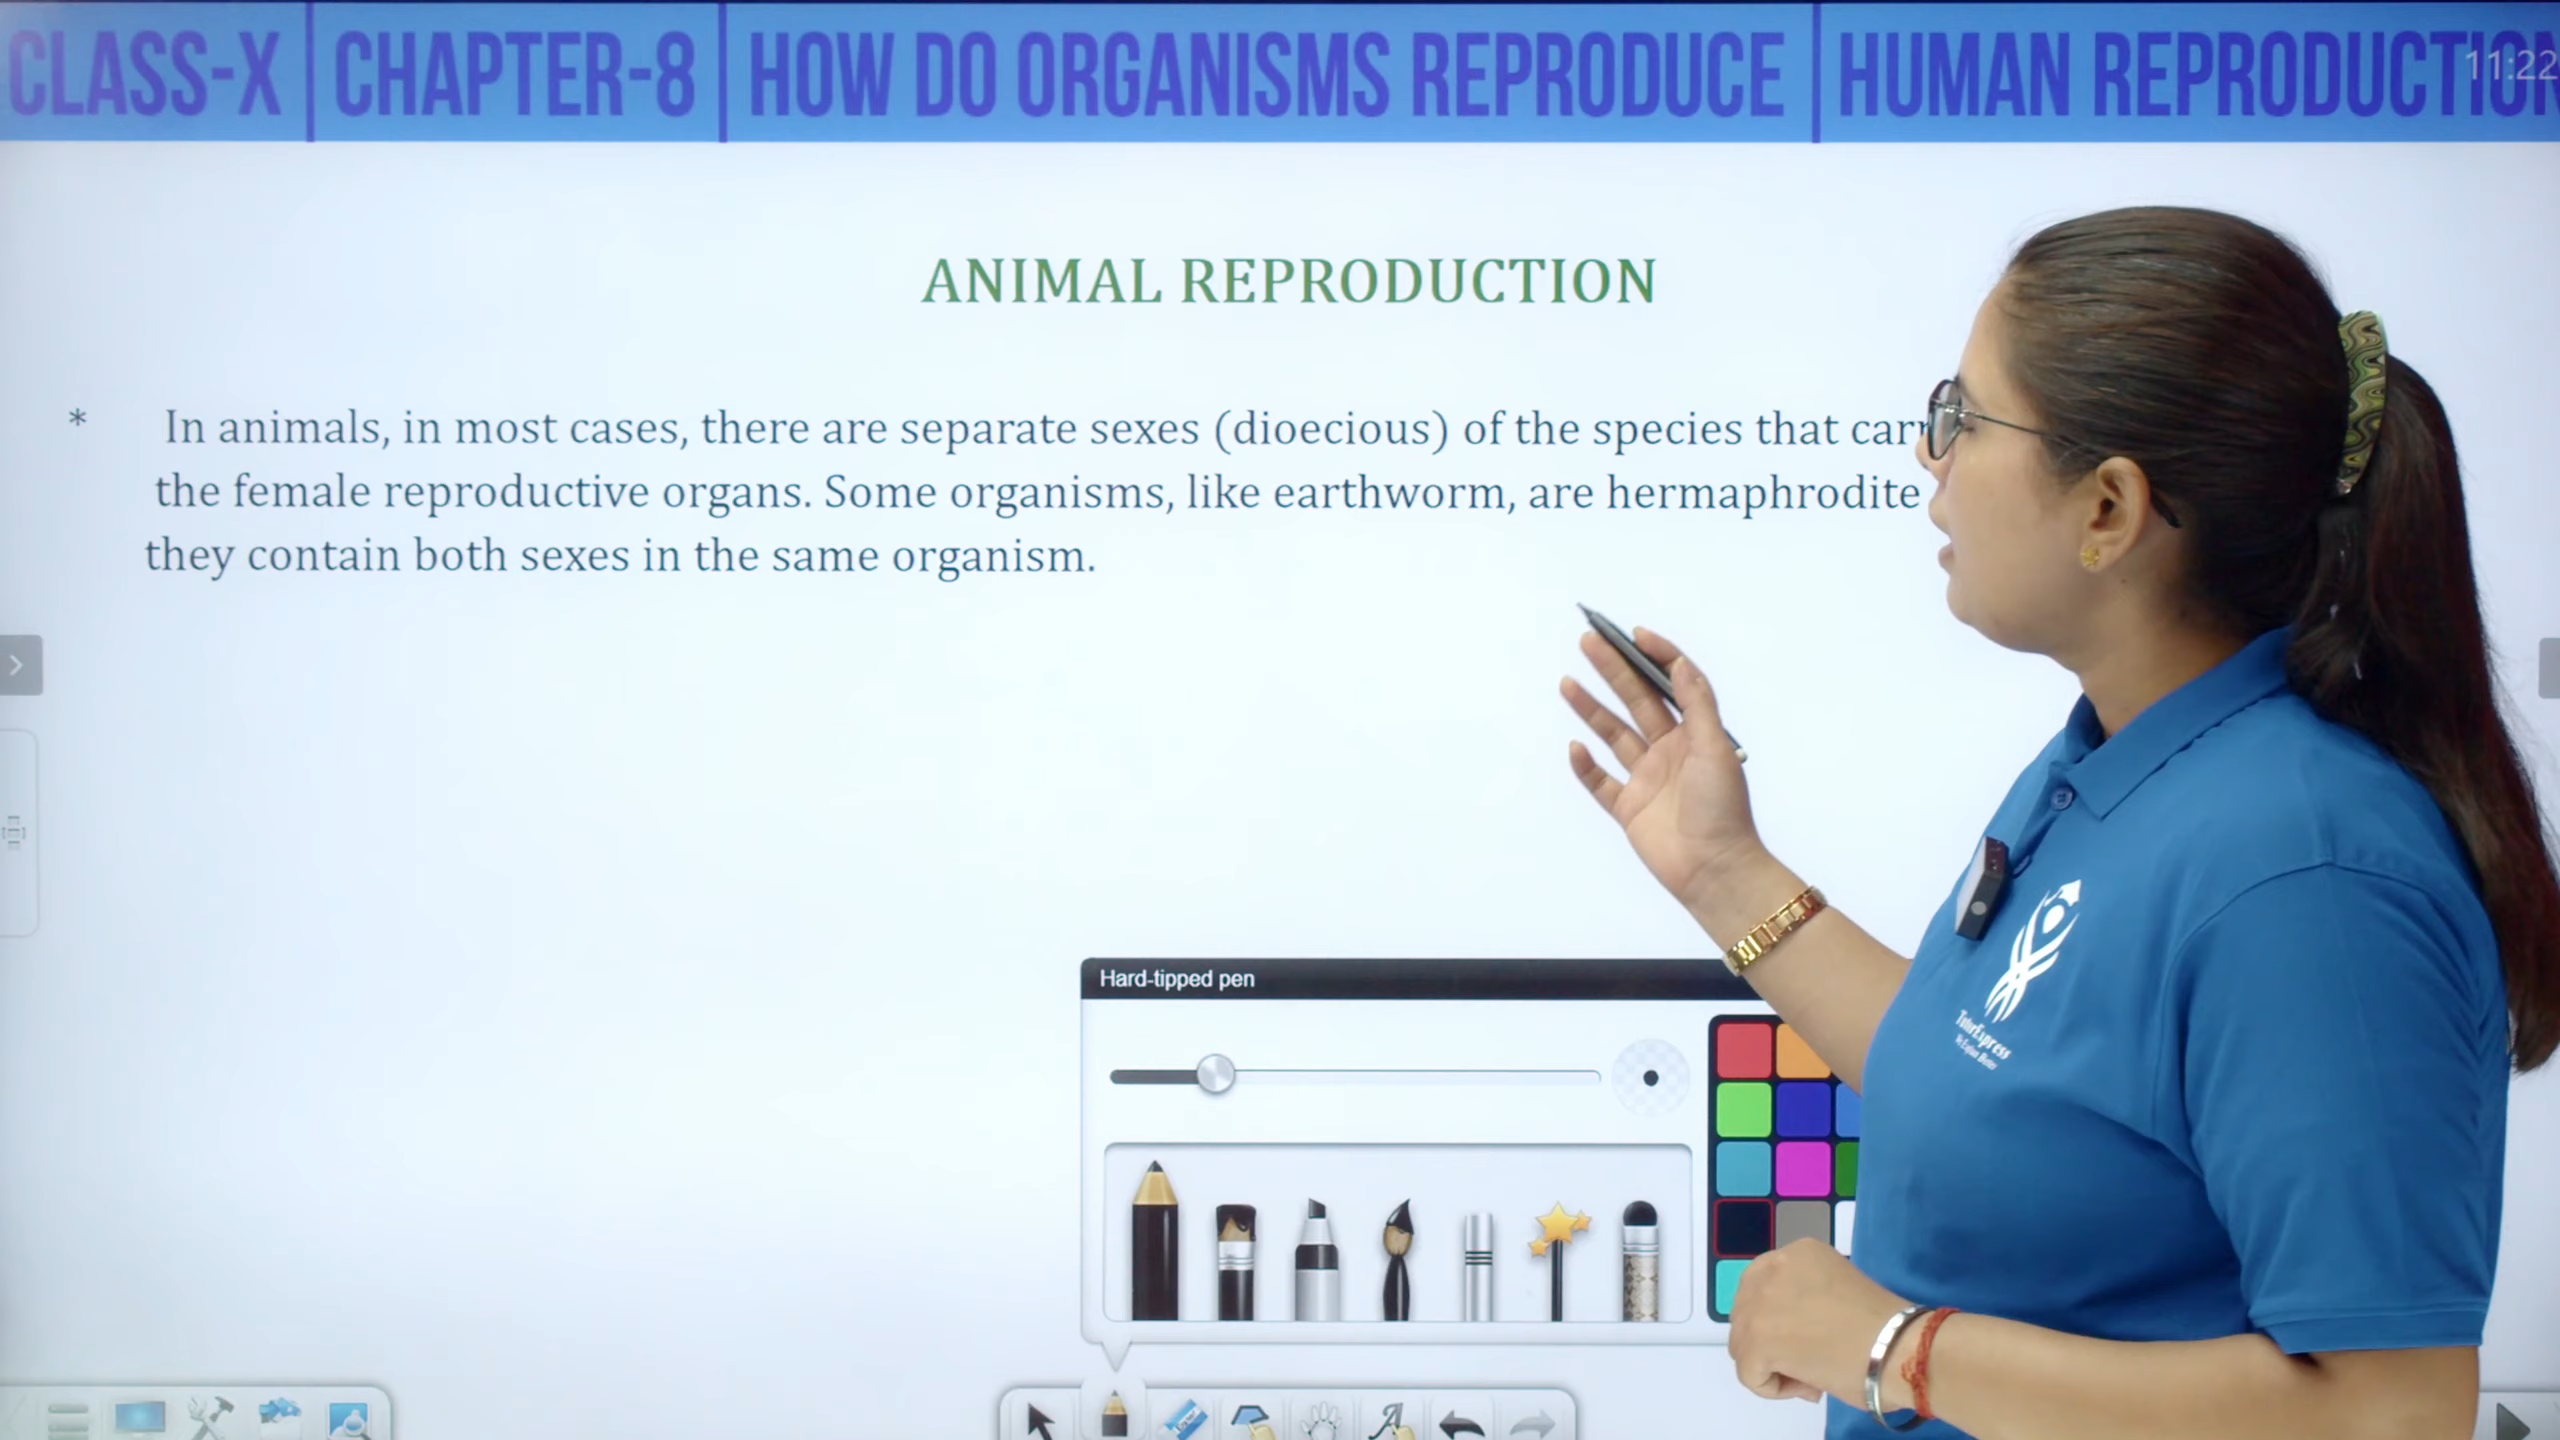 CLASS-X | CHAPTER-8 | HOW DO ORGANISMS REPRODUCE | HUMAN REPRODUCTION
11:22
ANIMAL REPRODUCTION
* In animals, in most cases, there are separate sexes (dioecious) of the species that
the female reproductive organs. Some organisms, like earthworm, are hermaphrodite
they contain both sexes in the same organism.
Hard-tipped pen
TutorExpress